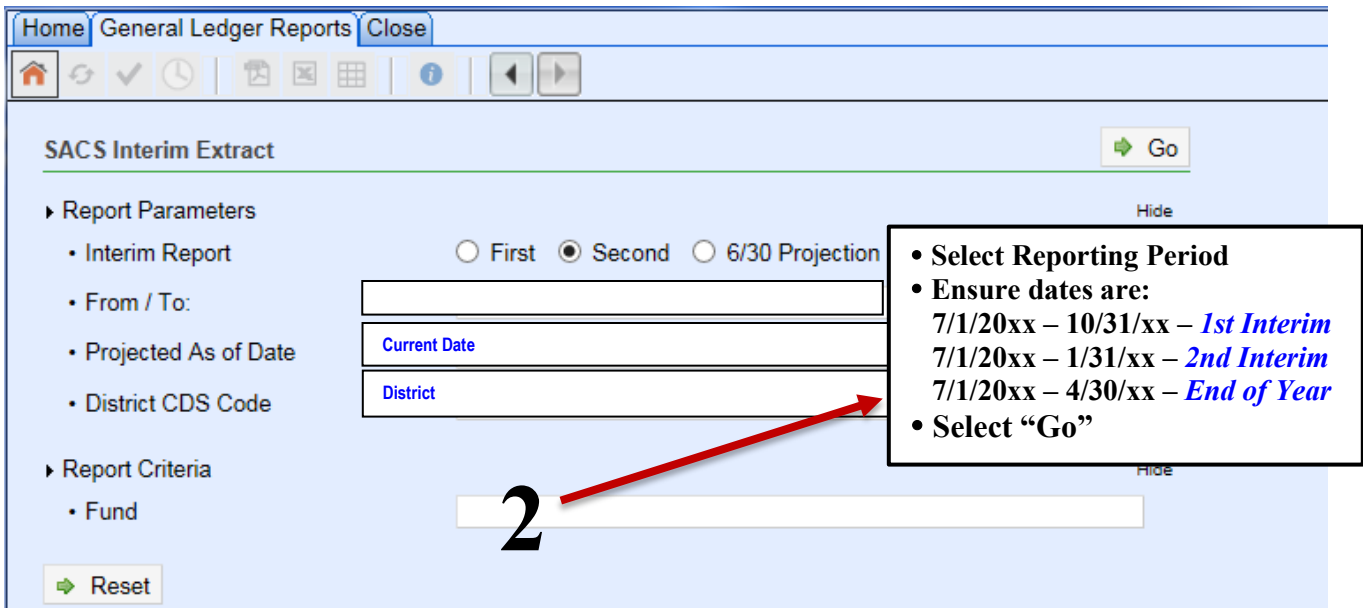 Home General Ledger Reports Close
SACS Interim Extract
Go
Report Parameters
Hide
• Interim Report
First Second 6/30 Projection
• From / To:
• Projected As of Date
Current Date
• District CDS Code
District
• Select Reporting Period
• Ensure dates are:
7/1/20xx – 10/31/xx – 1st Interim
7/1/20xx – 1/31/xx – 2nd Interim
7/1/20xx – 4/30/xx – End of Year
• Select “Go”
Report Criteria
Hide
• Fund
2
Reset